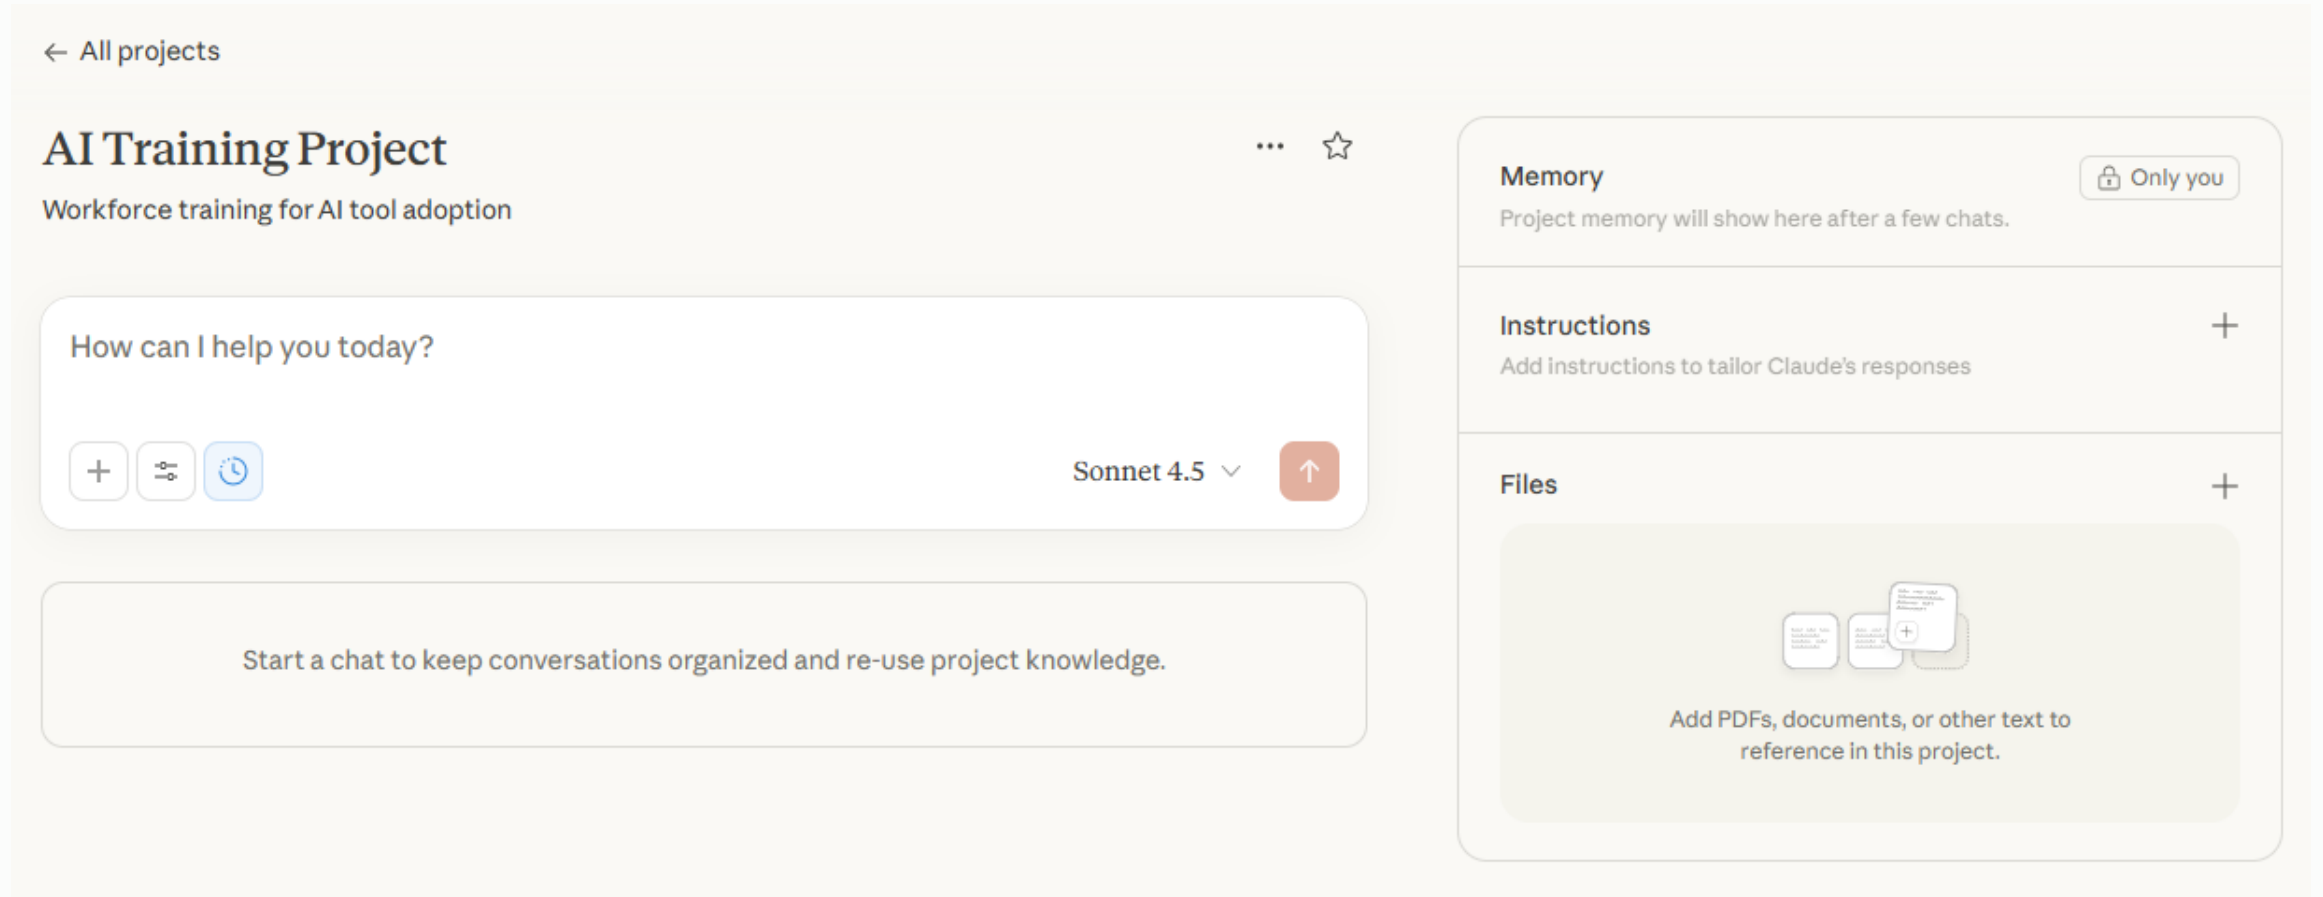 All projects
AI Training Project
Workforce training for AI tool adoption
How can I help you today?
Sonnet 4.5
Start a chat to keep conversations organized and re-use project knowledge.
Memory
Only you
Project memory will show here after a few chats.
Instructions
Add instructions to tailor Claude's responses
Files
Add PDFs, documents, or other text to
reference in this project.